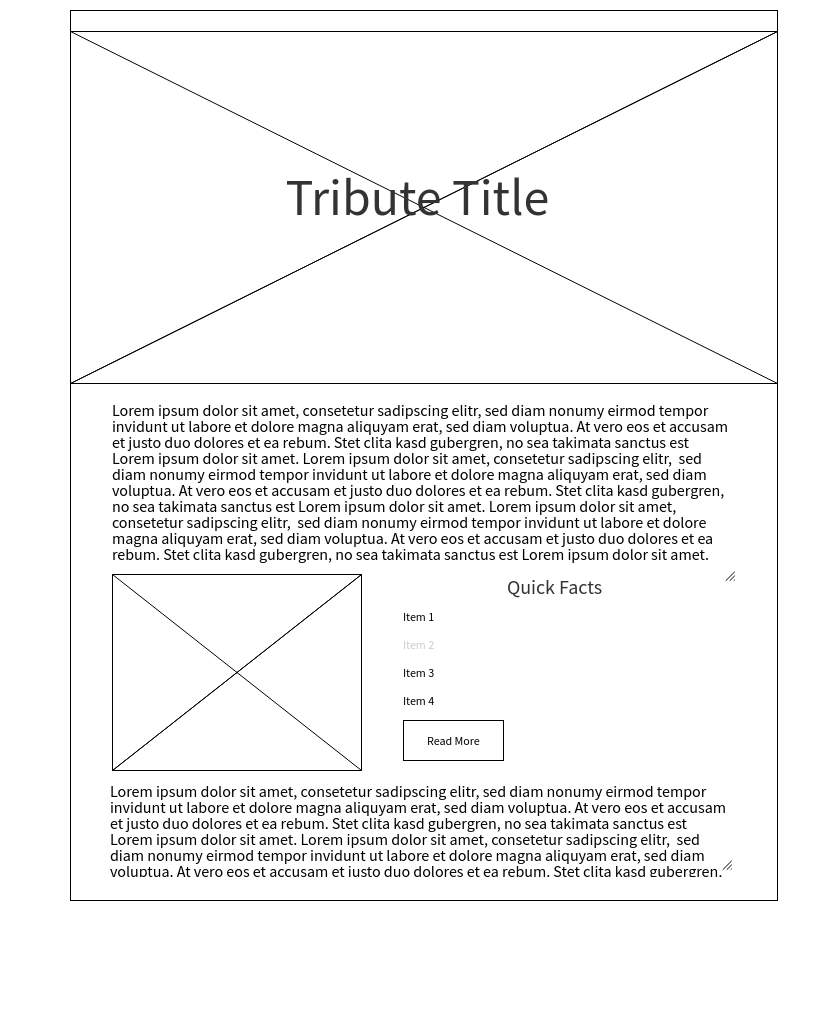 Tribute Title
Lorem ipsum dolor sit amet, consetetur sadipscing elitr, sed diam nonumy eirmod tempor
invidunt ut labore et dolore magna aliquyam erat, sed diam voluptua. At vero eos et accusam
et justo duo dolores et ea rebum. Stet clita kasd gubergren, no sea takimata sanctus est
Lorem ipsum dolor sit amet. Lorem ipsum dolor sit amet, consetetur sadipscing elitr,  sed
diam nonumy eirmod tempor invidunt ut labore et dolore magna aliquyam erat, sed diam
voluptua. At vero eos et accusam et justo duo dolores et ea rebum. Stet clita kasd gubergren,
no sea takimata sanctus est Lorem ipsum dolor sit amet. Lorem ipsum dolor sit amet,
consetetur sadipscing elitr,  sed diam nonumy eirmod tempor invidunt ut labore et dolore
magna aliquyam erat, sed diam voluptua. At vero eos et accusam et justo duo dolores et ea
rebum. Stet clita kasd gubergren, no sea takimata sanctus est Lorem ipsum dolor sit amet.
Quick Facts
Item 1
Item 2
Item 3
Item 4
Read More
Lorem ipsum dolor sit amet, consetetur sadipscing elitr, sed diam nonumy eirmod tempor
invidunt ut labore et dolore magna aliquyam erat, sed diam voluptua. At vero eos et accusam
et justo duo dolores et ea rebum. Stet clita kasd gubergren, no sea takimata sanctus est
Lorem ipsum dolor sit amet. Lorem ipsum dolor sit amet, consetetur sadipscing elitr,  sed
diam nonumy eirmod tempor invidunt ut labore et dolore magna aliquyam erat, sed diam
voluptua. At vero eos et accusam et justo duo dolores et ea rebum. Stet clita kasd gubergren,